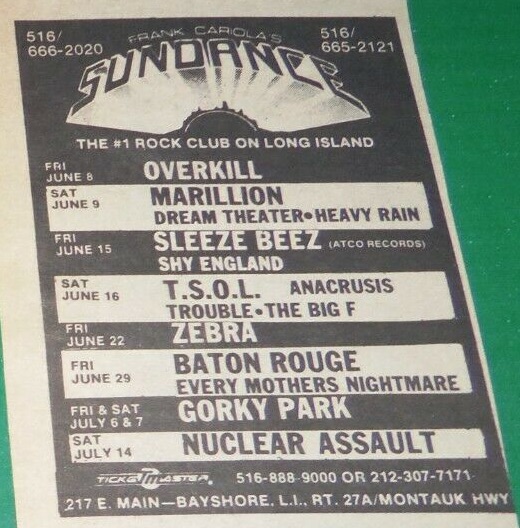 516/
666-2020
FRANK CARIOLA'S
516/
665-2121
SUNDANCE
THE #1 ROCK CLUB ON LONG ISLAND
FRI
JUNE 8
OVERKILL
SAT
JUNE 9
MARILLION
DREAM THEATER•HEAVY RAIN
FRI
JUNE 15
SLEEZE BEEZ (ATCO RECORDS)
SHY ENGLAND
SAT
JUNE 16
T.S.O.L. ANACRUSIS
TROUBLE•THE BIG F
FRI
JUNE 22
ZEBRA
FRI
JUNE 29
BATON ROUGE
EVERY MOTHERS NIGHTMARE
FRI & SAT
JULY 6 & 7
GORKY PARK
SAT
JULY 14
NUCLEAR ASSAULT
TICKETMASTER 516-888-9000 OR 212-307-7171
217 E. MAIN—BAYSHORE, L.I., RT. 27A/MONTAUK HWY